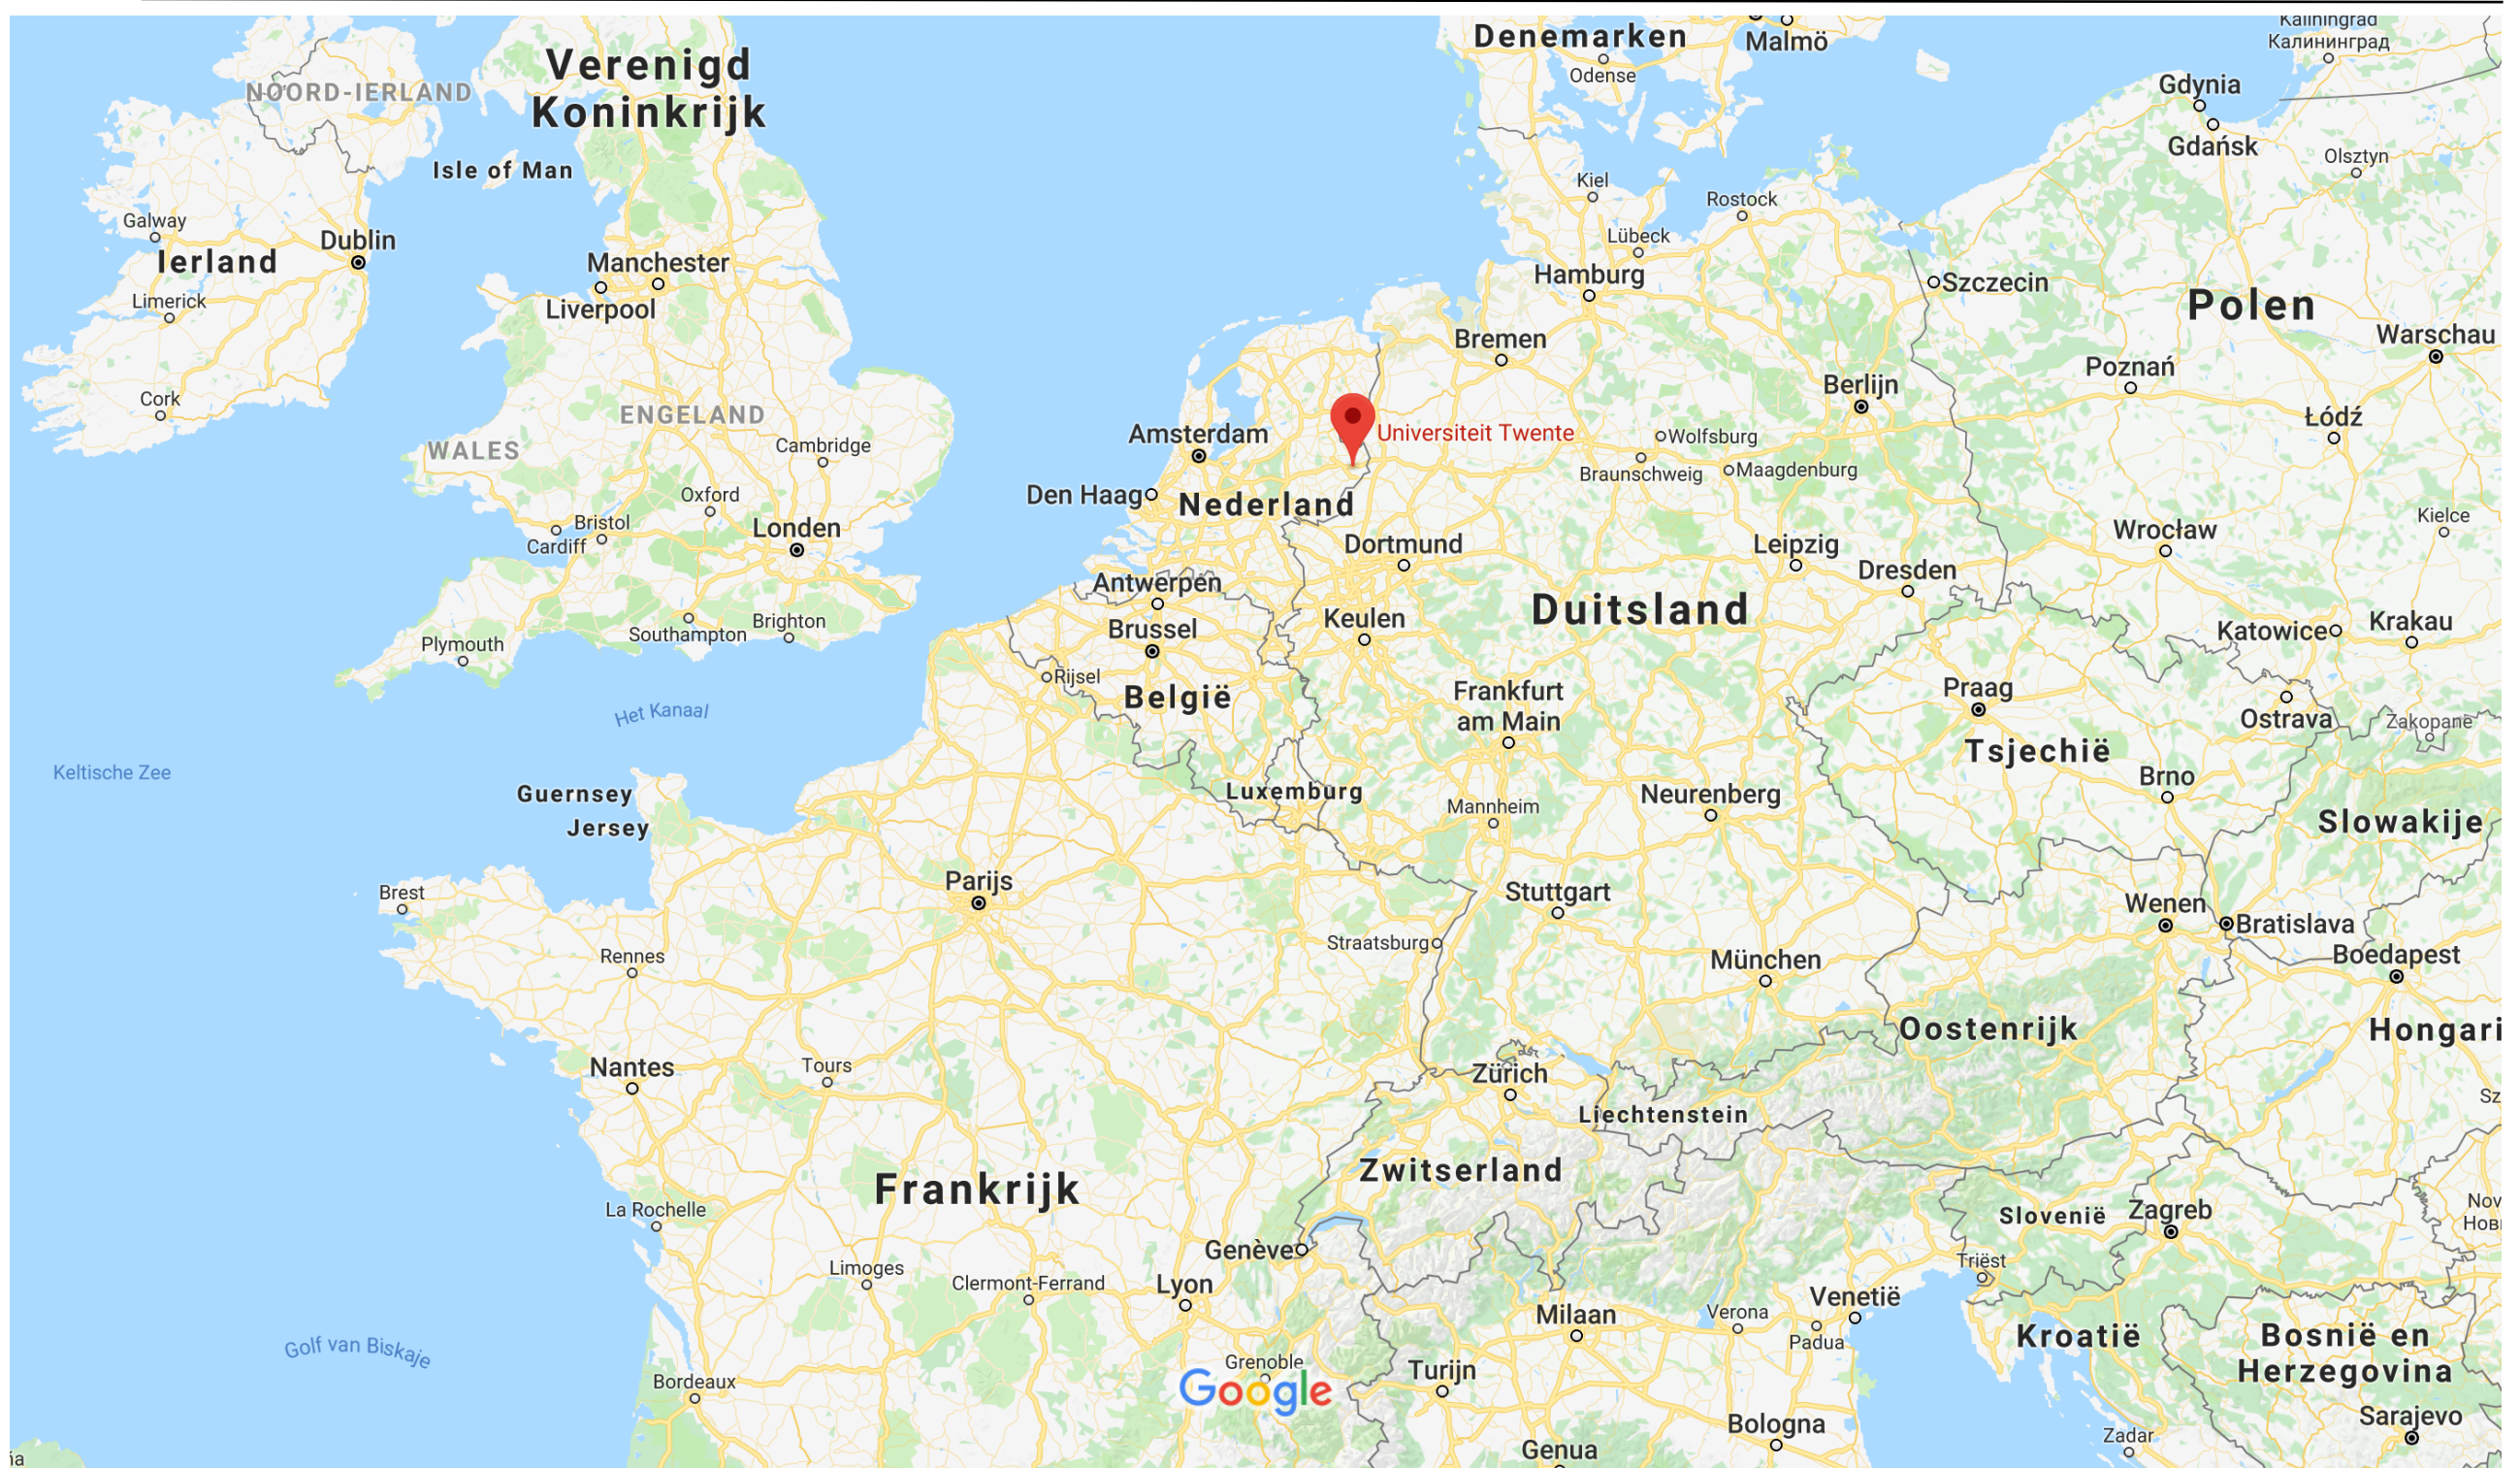 Kaliningrad
Калининград
Verenigd
Koninkrijk
Denemarken
Malmö
Odense
Gdynia
Gdańsk
Olsztyn
NOORD-IERLAND
Isle of Man
Kiel
Rostock
Galway
Dublin
Ierland
Manchester
Liverpool
Lübeck
Hamburg
Szczecin
Polen
Limerick
Bremen
Warschau
Poznań
Berlijn
Cork
ENGELAND
WALES
Cambridge
Amsterdam
Universiteit Twente
Wolfsburg
Braunschweig
Maagdenburg
Łódź
Oxford
Den Haag
Nederland
Bristol
Cardiff
Londen
Dortmund
Leipzig
Dresden
Wrocław
Kielce
Antwerpen
Brussel
Keulen
Duitsland
Southampton
Brighton
Plymouth
Katowice
Krakau
Rijsel
België
Frankfurt
am Main
Praag
Ostrava
Zakopane
Het Kanaal
Tsjechië
Keltische Zee
Guernsey
Jersey
Luxemburg
Mannheim
Neurenberg
Brno
Slowakije
Brest
Parijs
Stuttgart
Wenen
Bratislava
Rennes
Straatsburg
München
Boedapest
Oostenrijk
Hongari
Nantes
Tours
Zürich
Liechtenstein
Sz
Zwitserland
Frankrijk
La Rochelle
Slovenië
Zagreb
Nov
Нов
Genève
Limoges
Clermont-Ferrand
Lyon
Triëst
Milaan
Verona
Venetië
Padua
Kroatië
Bosnië en
Herzegovina
Golf van Biskaje
Grenoble
Google
Turijn
Bordeaux
Bologna
Sarajevo
Zadar
Genua
ña